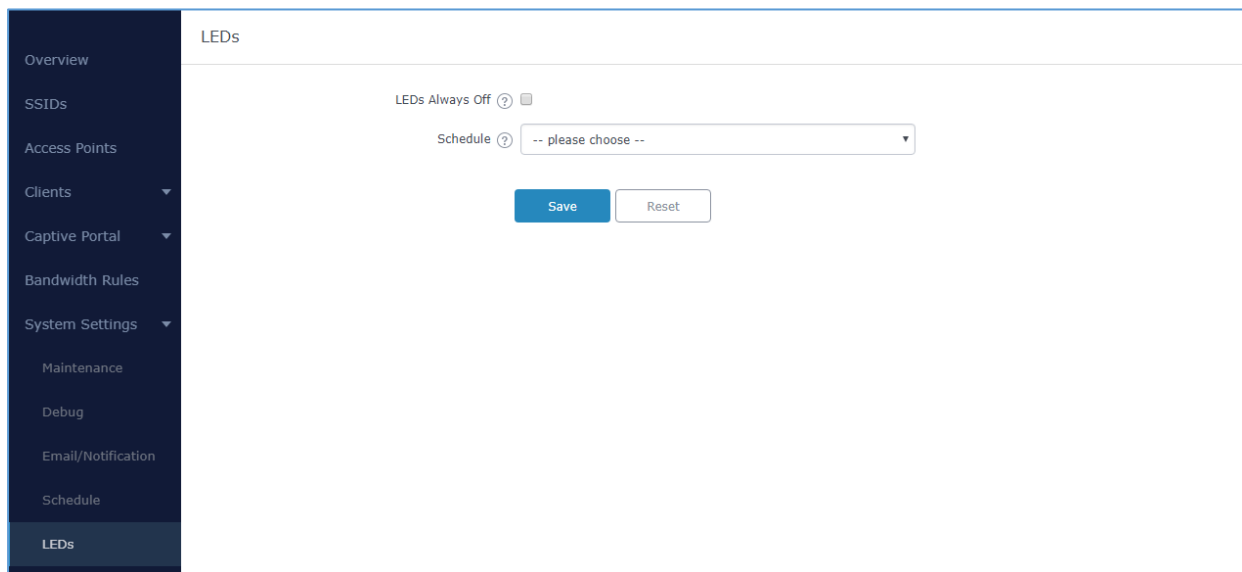 Overview
SSIDs
Access Points
Clients
Captive Portal
Bandwidth Rules
System Settings
Maintenance
Debug
Email/Notification
Schedule
LEDs
LEDs
LEDs Always Off ?
Schedule ? -- please choose --
Save Reset